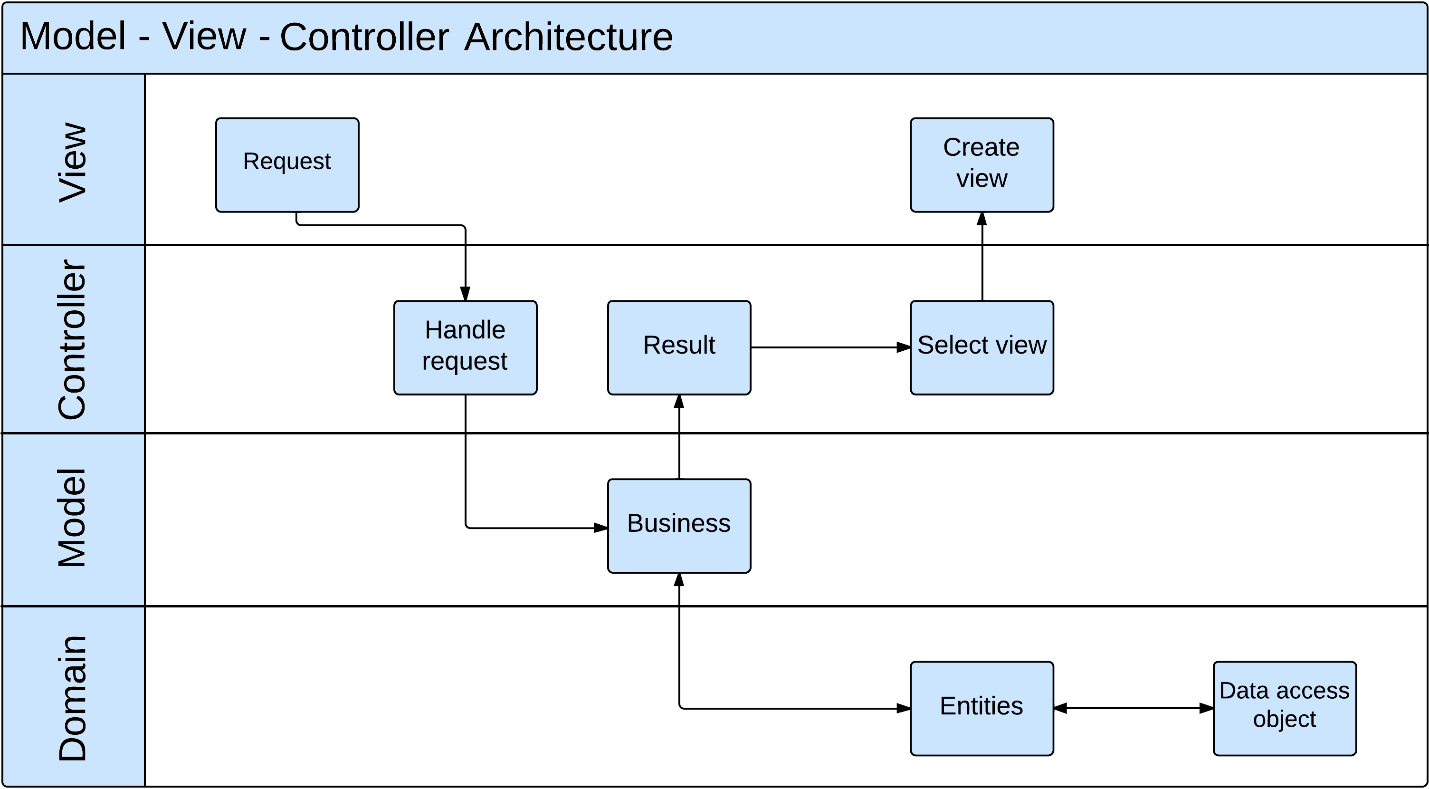 Model - View - Controller Architecture
View
Request
Create
view
Controller
Handle
request
Result
Select view
Model
Business
Domain
Entities
Data access
object